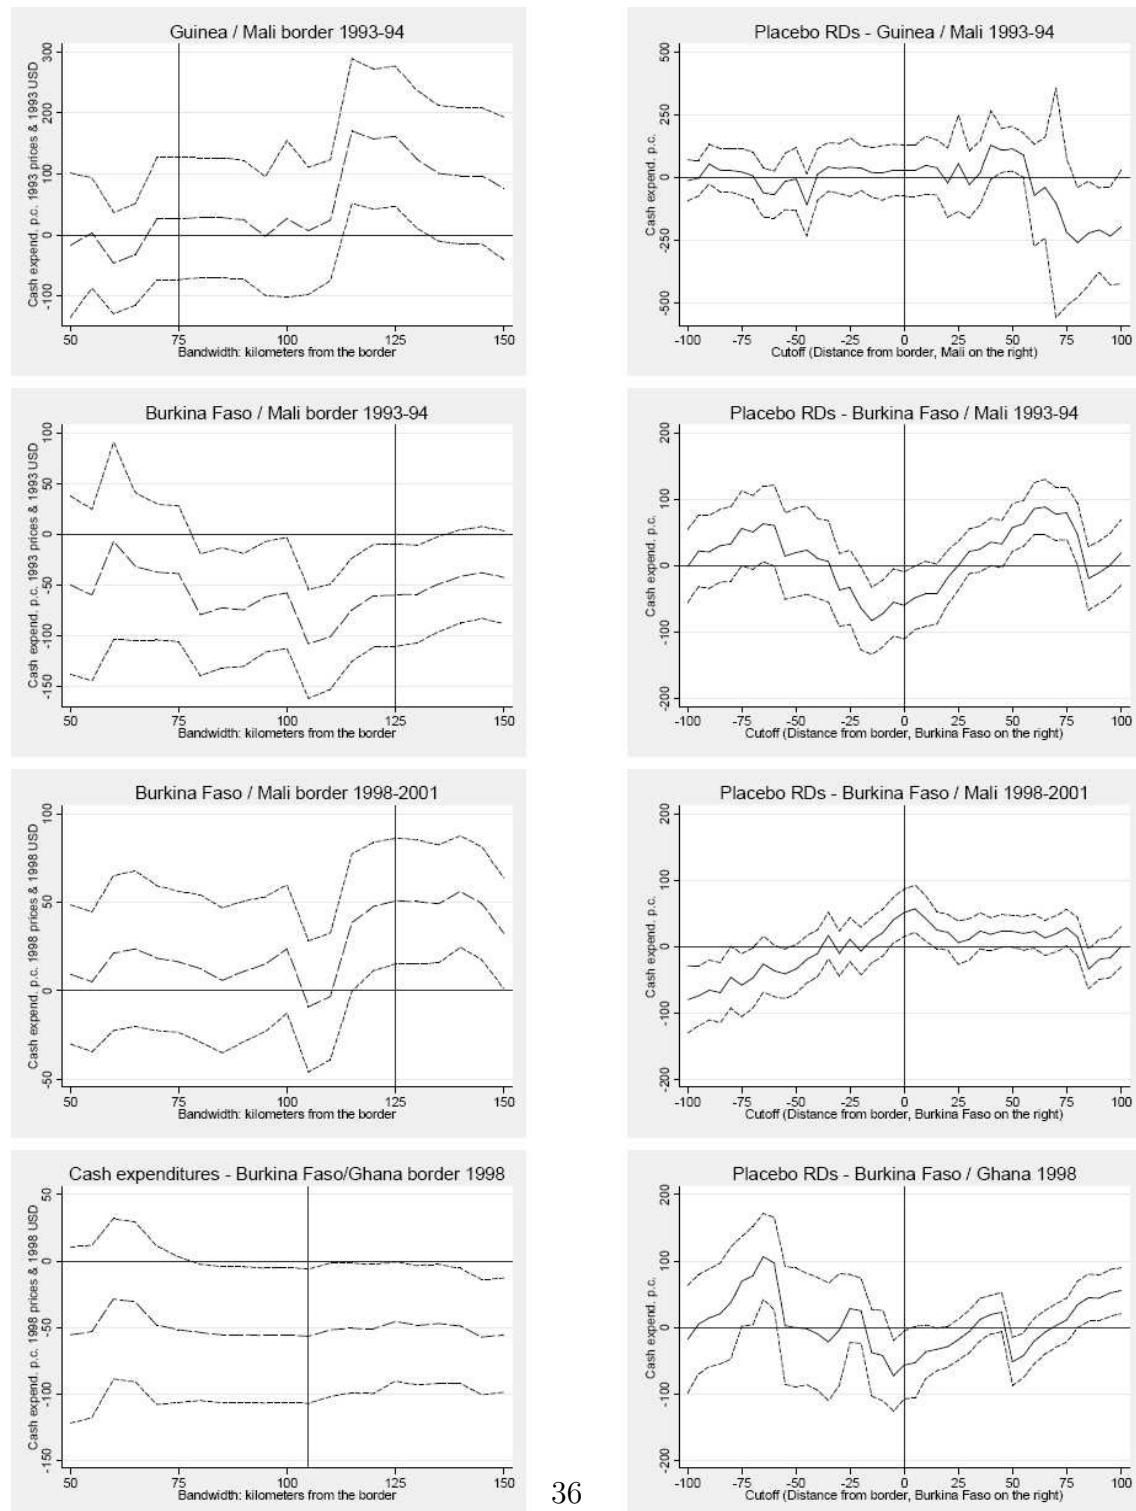 Guinea / Mali border 1993-94
Cash expend. p.c. 1993 prices & 1993 USD
300
200
100
0
-100
50 75 100 125 150
Bandwidth: kilometers from the border
Placebo RDs - Guinea / Mali 1993-94
Cash expend. p.c.
500
250
0
-250
-500
-100 -75 -50 -25 0 25 50 75 100
Cutoff (Distance from border, Mali on the right)
Burkina Faso / Mali border 1993-94
Cash expend. p.c. 1993 prices & 1993 USD
100
50
0
-50
-100
-150
50 75 100 125 150
Bandwidth: kilometers from the border
Placebo RDs - Burkina Faso / Mali 1993-94
Cash expend. p.c.
200
100
0
-100
-200
-100 -75 -50 -25 0 25 50 75 100
Cutoff (Distance from border, Burkina Faso on the right)
Burkina Faso / Mali border 1998-2001
Cash expend. p.c. 1998 prices & 1998 USD
100
50
0
-50
50 75 100 125 150
Bandwidth: kilometers from the border
Placebo RDs - Burkina Faso / Mali 1998-2001
Cash expend. p.c.
200
100
0
-100
-200
-100 -75 -50 -25 0 25 50 75 100
Cutoff (Distance from border, Burkina Faso on the right)
Cash expenditures - Burkina Faso/Ghana border 1998
Cash expend. p.c. 1998 prices & 1998 USD
50
0
-50
-100
-150
50 75 100 125 150
Bandwidth: kilometers from the border
Placebo RDs - Burkina Faso / Ghana 1998
Cash expend. p.c.
200
100
0
-100
-200
-100 -75 -50 -25 0 25 50 75 100
Cutoff (Distance from border, Burkina Faso on the right)
36